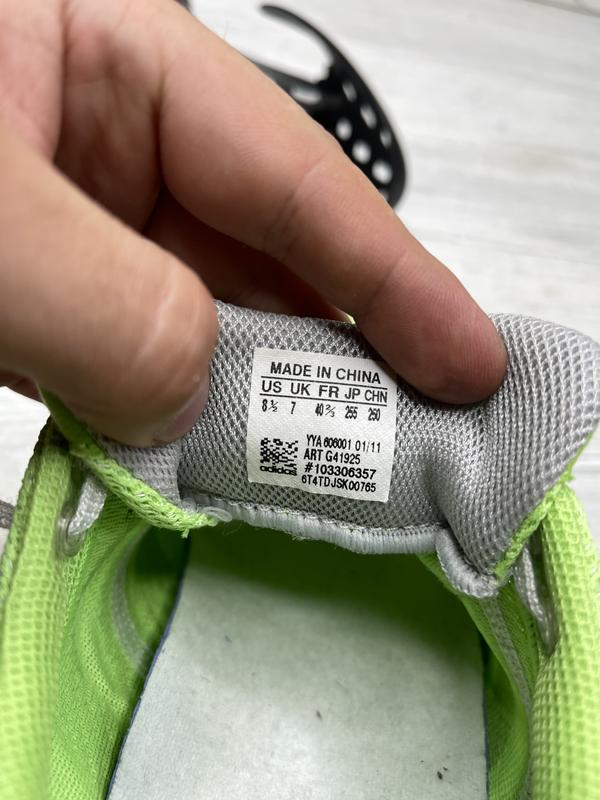 MADE IN CHINA
US UK FR JP CHN
8½ 7 40⅔ 255 260
YYA 606001 01/11
ART G41925
#103306357
adidas
6T4TDJSK00765